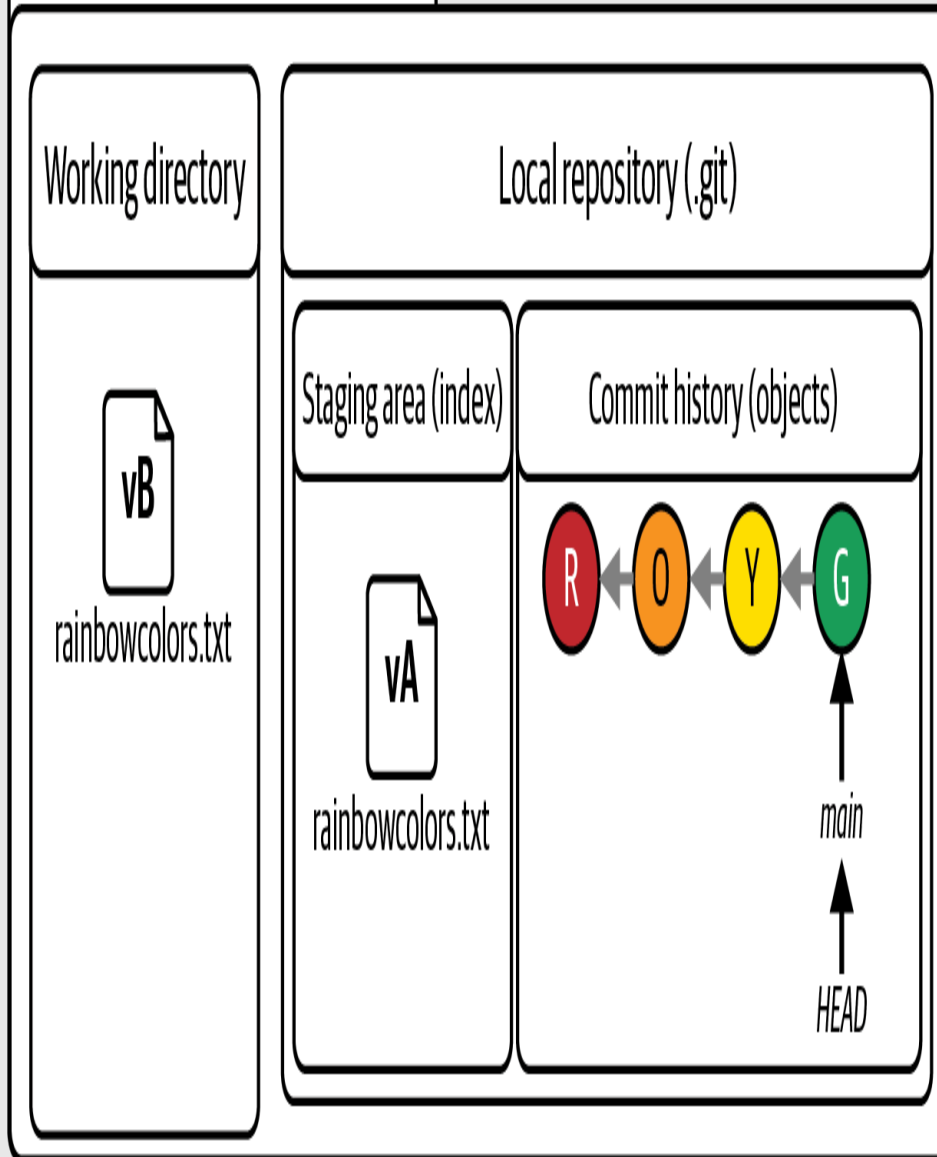 Working directory
Local repository (.git)
Staging area (index)
Commit history (objects)
vB
rainbowcolors.txt
vA
rainbowcolors.txt
R O Y G
main
HEAD